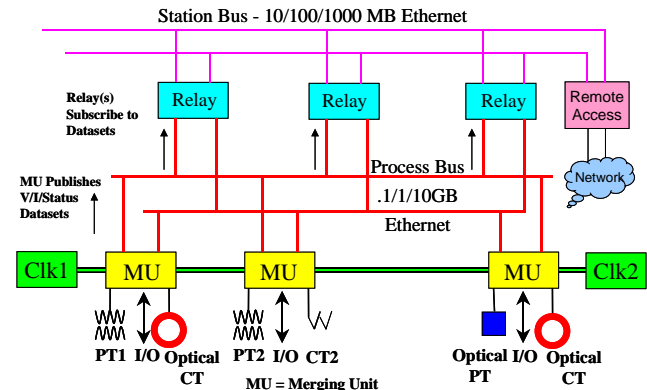 Station Bus - 10/100/1000 MB Ethernet
Relay(s)
Subscribe to
Datasets
Relay
Relay
Relay
Remote
Access
Network
MU Publishes
V/I/Status
Datasets
Process Bus
.1/1/10GB
Ethernet
Clk1
MU
MU
MU
Clk2
PT1
I/O
Optical
CT
PT2
I/O
CT2
Optical
PT
I/O
Optical
CT
MU = Merging Unit